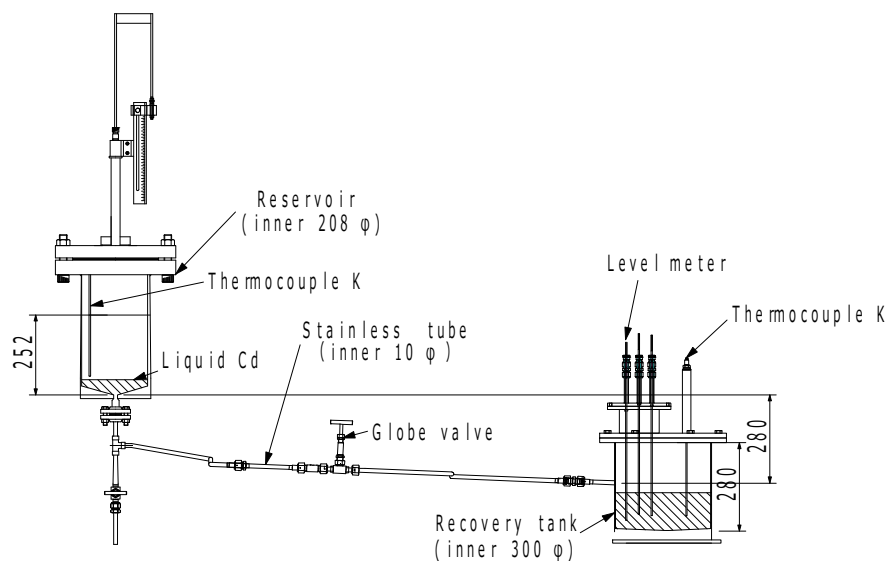 Reservoir
(inner 208 φ)
Thermocouple K
Level meter
Thermocouple K
Stainless tube
(inner 10 φ)
252
Liquid Cd
Globe valve
280
280
Recovery tank
(inner 300 φ)